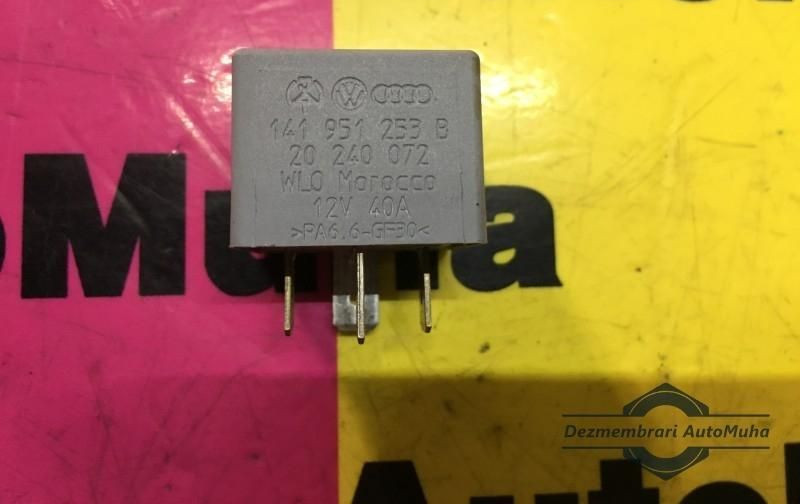 141 951 253 B
20 240 072
WLO Morocco
12V 40A
>PA6.6-GF30<
Dezmembrari AutoMuha